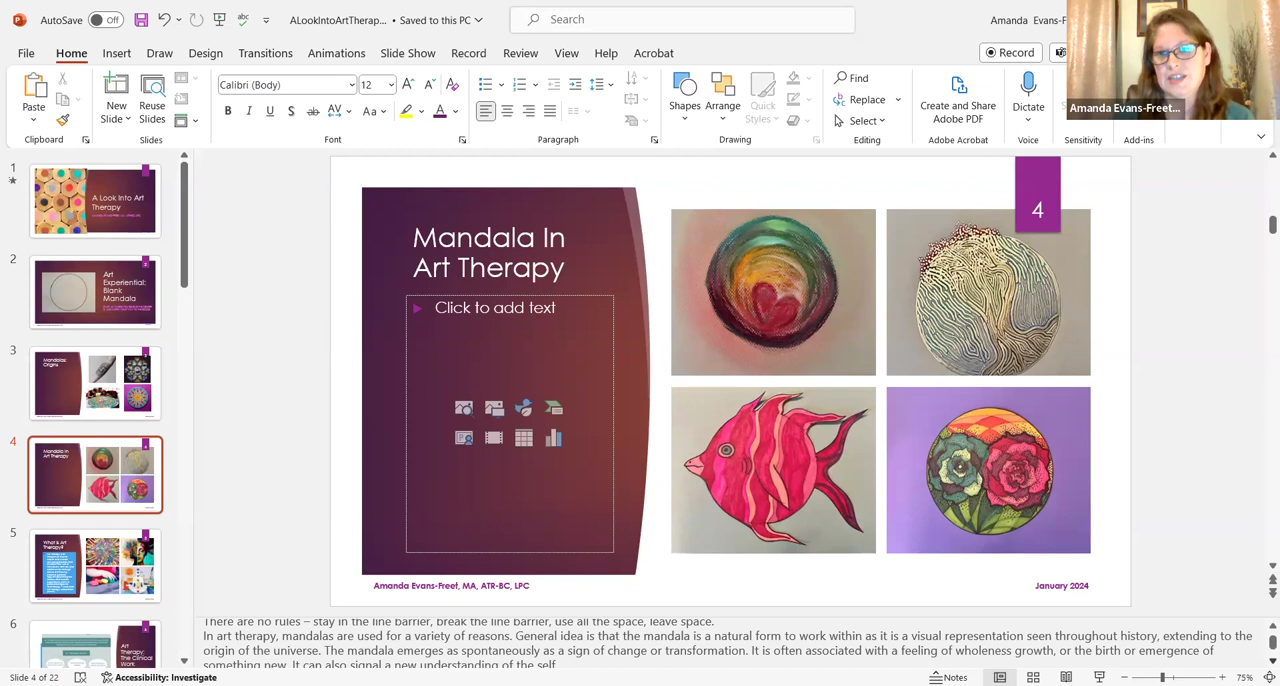 AutoSave Off ALookIntoArtTherap... • Saved to this PC Search Amanda Evans-F
File Home Insert Draw Design Transitions Animations Slide Show Record Review View Help Acrobat Record
Paste New Slide Reuse Slides Calibri (Body) 12 Shapes Arrange Quick Styles Find Replace Select Create and Share Adobe PDF Dictate
Amanda Evans-Freet...
Clipboard Slides Font Paragraph Drawing Editing Adobe Acrobat Voice Sensitivity Add-ins
1
A Look Into Art
Therapy
2
Art
Experiential:
Blank
Mandala
3
Mandalas:
Origins
4
Mandala In
Art Therapy
5
What is Art
Therapy?
6
Art
Therapy:
The Clinical
Work
4
Mandala In
Art Therapy
Click to add text
Amanda Evans-Freet, MA, ATR-BC, LPC
January 2024
There are no rules – stay in the line barrier, break the line barrier, use all the space, leave space.
In art therapy, mandalas are used for a variety of reasons. General idea is that the mandala is a natural form to work within as it is a visual representation seen throughout history, extending to the
origin of the universe. The mandala emerges as spontaneously as a sign of change or transformation. It is often associated with a feeling of wholeness growth, or the birth or emergence of
something new. It can also signal a new understanding of the self.
Slide 4 of 22 Accessibility: Investigate Notes 75%